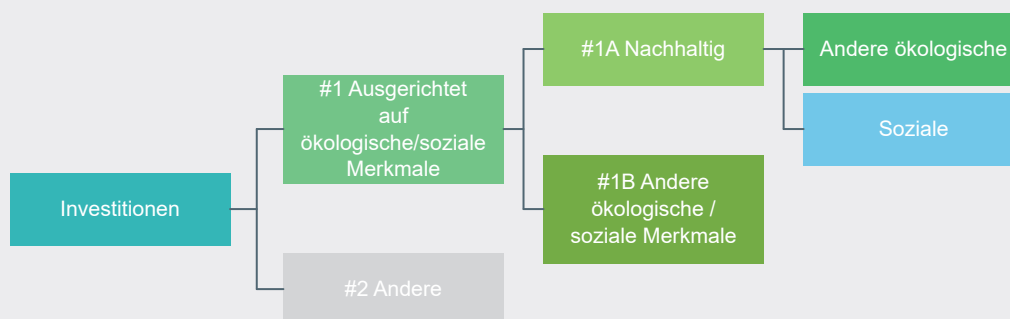 Investitionen
#1 Ausgerichtet
auf
ökologische/soziale
Merkmale
#2 Andere
#1A Nachhaltig
#1B Andere
ökologische /
soziale Merkmale
Andere ökologische
Soziale